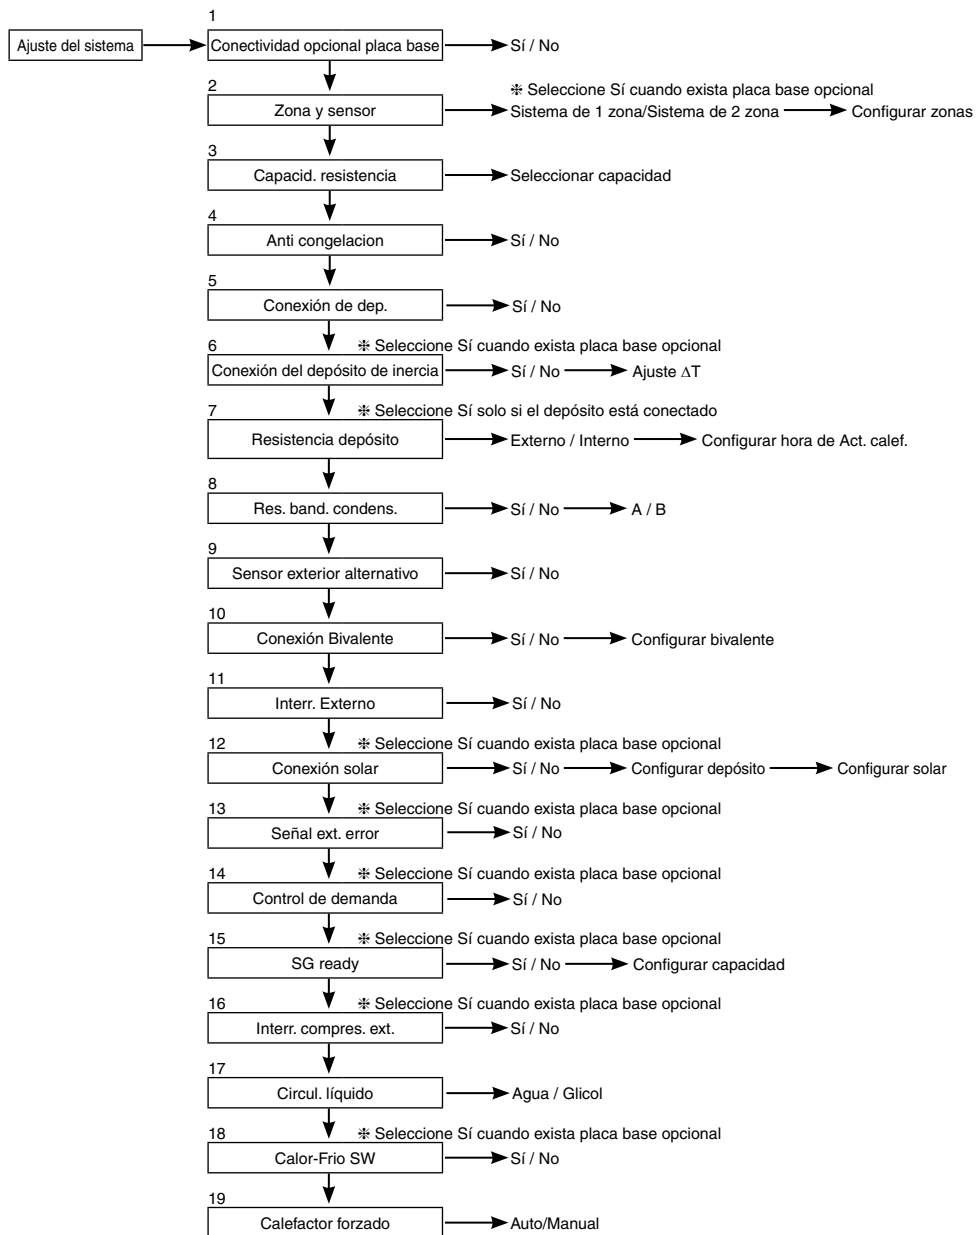 1
Ajuste del sistema Conectividad opcional placa base Sí / No
2 ❈ Seleccione Sí cuando exista placa base opcional
Zona y sensor Sistema de 1 zona/Sistema de 2 zona Configurar zonas
3
Capacid. resistencia Seleccionar capacidad
4
Anti congelacion Sí / No
5
Conexión de dep. Sí / No
6 ❈ Seleccione Sí cuando exista placa base opcional
Conexión del depósito de inercia Sí / No Ajuste ΔT
7 ❈ Seleccione Sí solo si el depósito está conectado
Resistencia depósito Externo / Interno Configurar hora de Act. calef.
8
Res. band. condens. Sí / No A / B
9
Sensor exterior alternativo Sí / No
10
Conexión Bivalente Sí / No Configurar bivalente
11
Interr. Externo Sí / No
12 ❈ Seleccione Sí cuando exista placa base opcional
Conexión solar Sí / No Configurar depósito Configurar solar
13 ❈ Seleccione Sí cuando exista placa base opcional
Señal ext. error Sí / No
14 ❈ Seleccione Sí cuando exista placa base opcional
Control de demanda Sí / No
15 ❈ Seleccione Sí cuando exista placa base opcional
SG ready Sí / No Configurar capacidad
16 ❈ Seleccione Sí cuando exista placa base opcional
Interr. compres. ext. Sí / No
17
Circul. líquido Agua / Glicol
18 ❈ Seleccione Sí cuando exista placa base opcional
Calor-Frio SW Sí / No
19
Calefactor forzado Auto/Manual